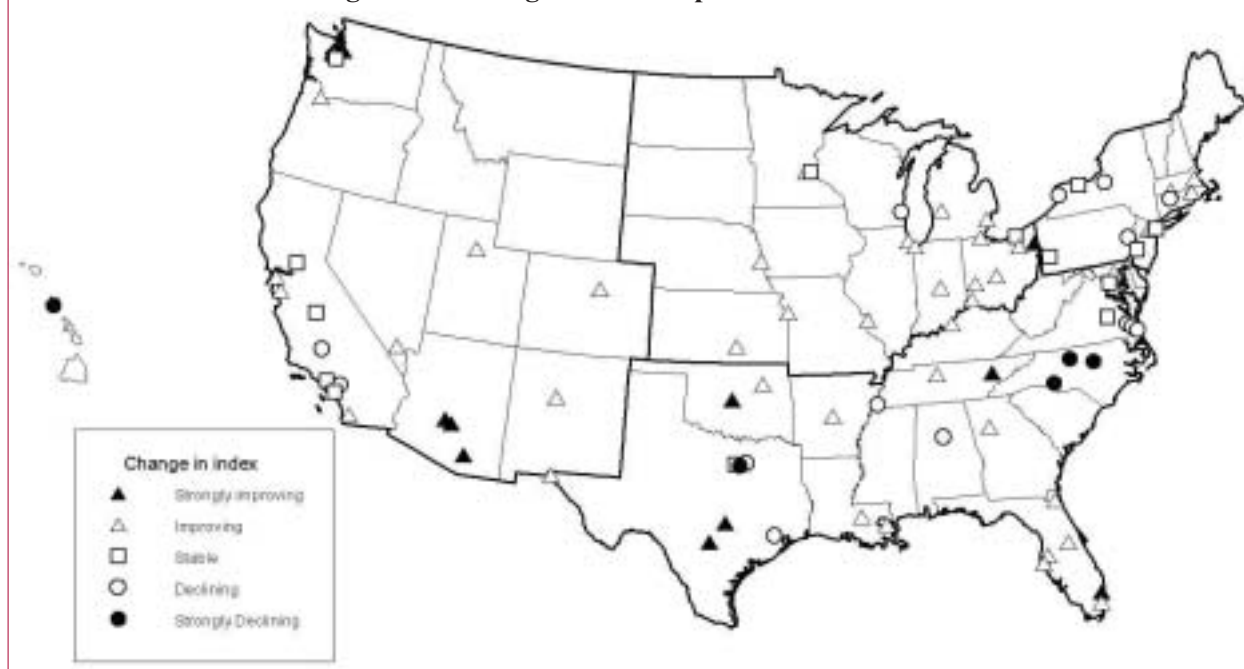 Change in index
Strongly improving
Improving
Stable
Declining
Strongly Declining